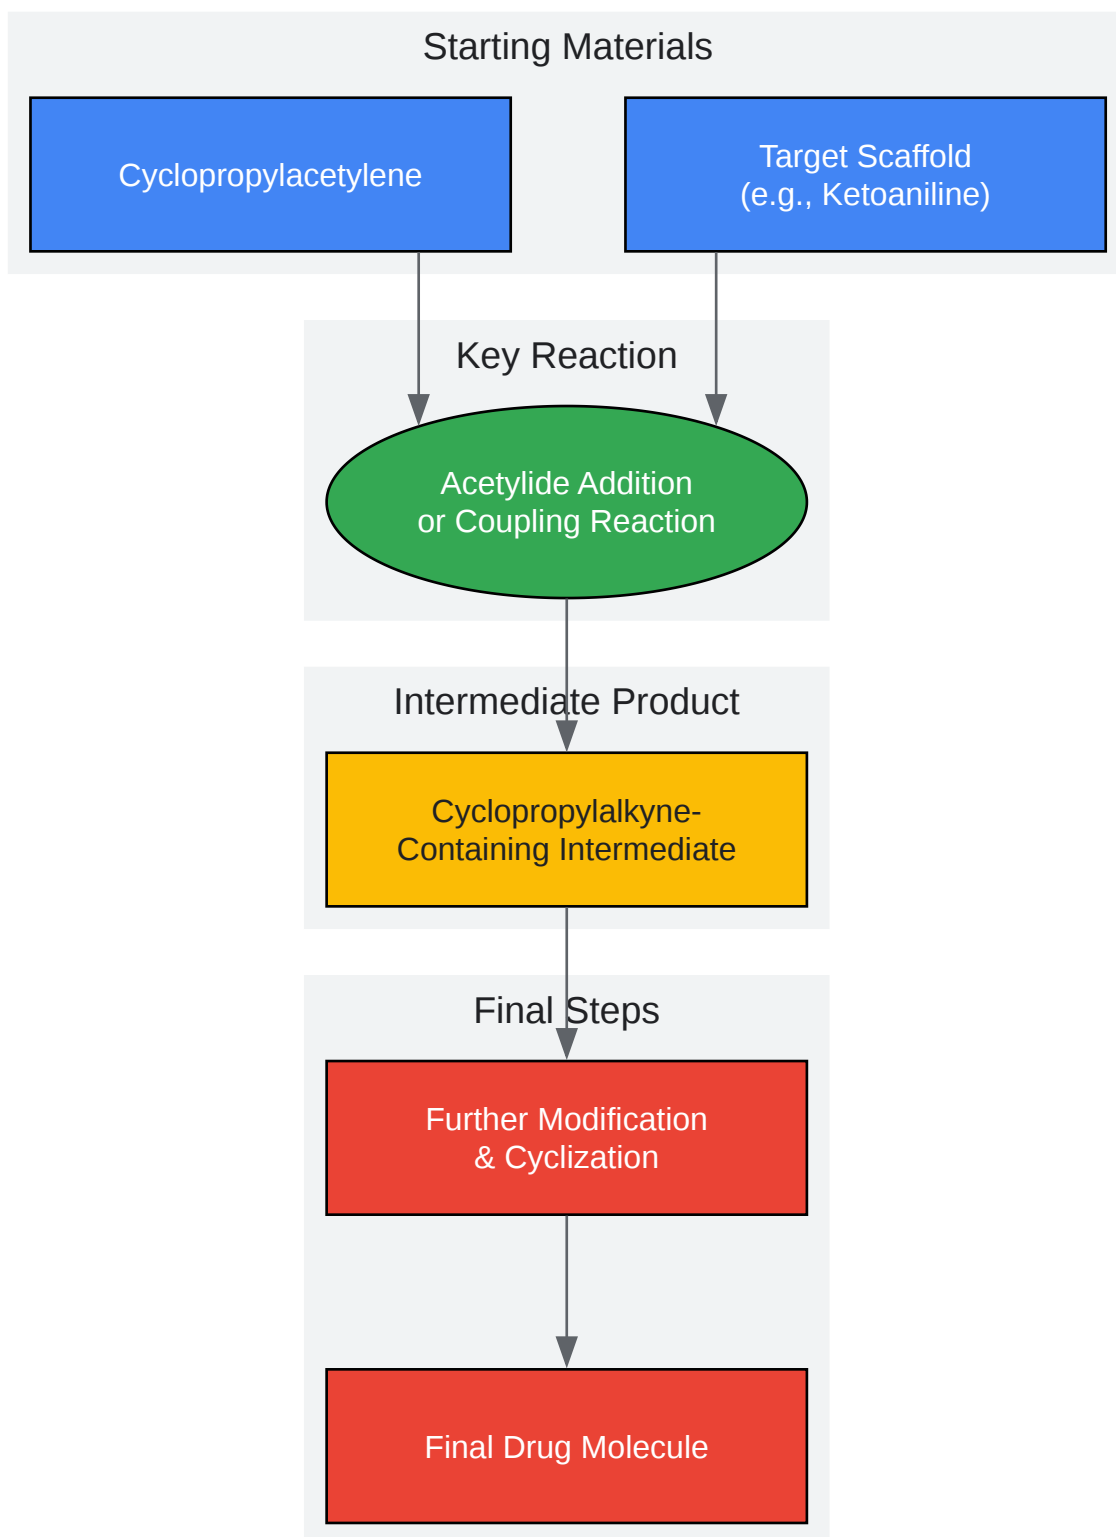 Starting Materials
Cyclopropylacetylene
Target Scaffold
(e.g., Ketoaniline)
Key Reaction
Acetylide Addition
or Coupling Reaction
Intermediate Product
Cyclopropylalkyne-
Containing Intermediate
Final Steps
Further Modification
& Cyclization
Final Drug Molecule